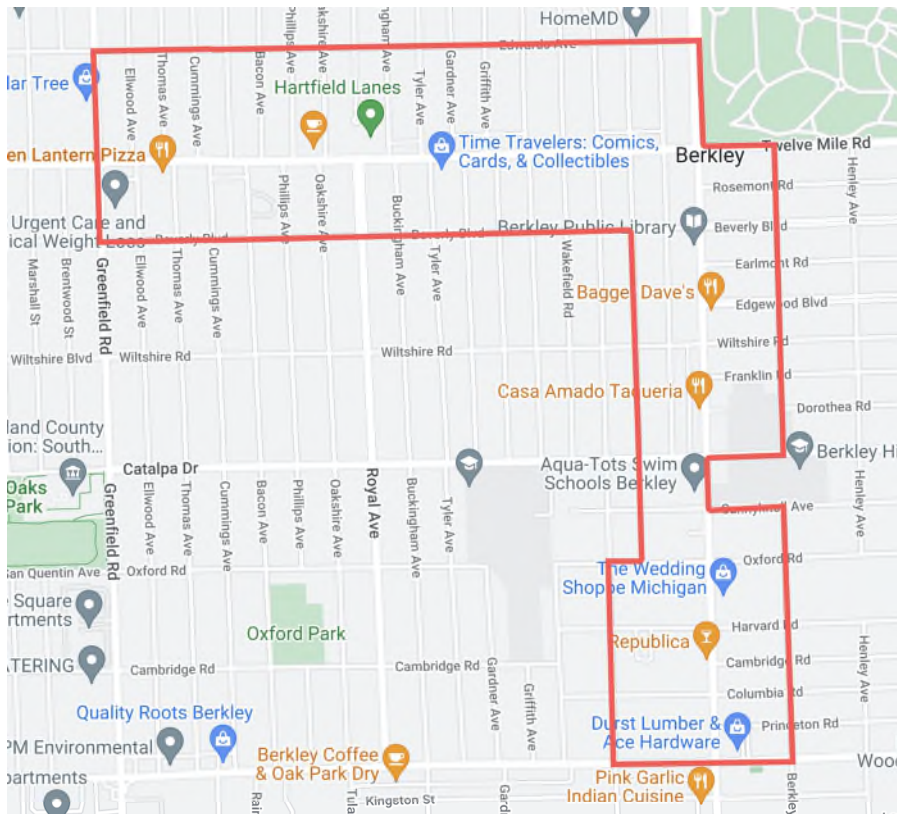 HomeMD
Phillips Ave
Oakshire Ave
Edwards Ave
lar Tree
Ellwood Ave
Thomas Ave
Cummings Ave
Bacon Ave
Tyler Ave
Gardner Ave
Griffith Ave
Hartfield Lanes
en Lantern Pizza
Time Travelers: Comics,
Cards, & Collectibles
Berkley
Twelve Mile Rd
Rosemont Rd
Henley Ave
Urgent Care and
ical Weight Loss
Beverly Blvd
Phillips Ave
Oakshire Ave
Buckingham Ave
Beverly Blvd
Berkley Public Library
Beverly Blvd
Marshall St
Brentwood St
Greenfield Rd
Ellwood Ave
Thomas Ave
Cummings Ave
Tyler Ave
Wakefield Rd
Earlmont Rd
Bagger Dave's
Edgewood Blvd
Wiltshire Blvd
Wiltshire Rd
Wiltshire Rd
Wiltshire Rd
Franklin Rd
Casa Amado Taqueria
Dorothea Rd
land County
ion: South...
Catalpa Dr
Royal Ave
Aqua-Tots Swim
Schools Berkley
Berkley Hi
Oaks
Park
Greenfield Rd
Ellwood Ave
Thomas Ave
Cummings Ave
Bacon Ave
Phillips Ave
Oakshire Ave
Buckingham Ave
Tyler Ave
Sunnyknoll Ave
Henley Ave
San Quentin Ave
Oxford Rd
Oxford Rd
The Wedding
Shoppe Michigan
e Square
rtments
Oxford Park
Harvard Rd
Republica
Henley Ave
ATERING
Cambridge Rd
Cambridge Rd
Cambridge Rd
Gardner Ave
Griffith Ave
Columbia Rd
Quality Roots Berkley
Durst Lumber &
Ace Hardware
Princeton Rd
PM Environmental
Berkley Coffee
& Oak Park Dry
Wood
partments
Pink Garlic
Indian Cuisine
Kingston St